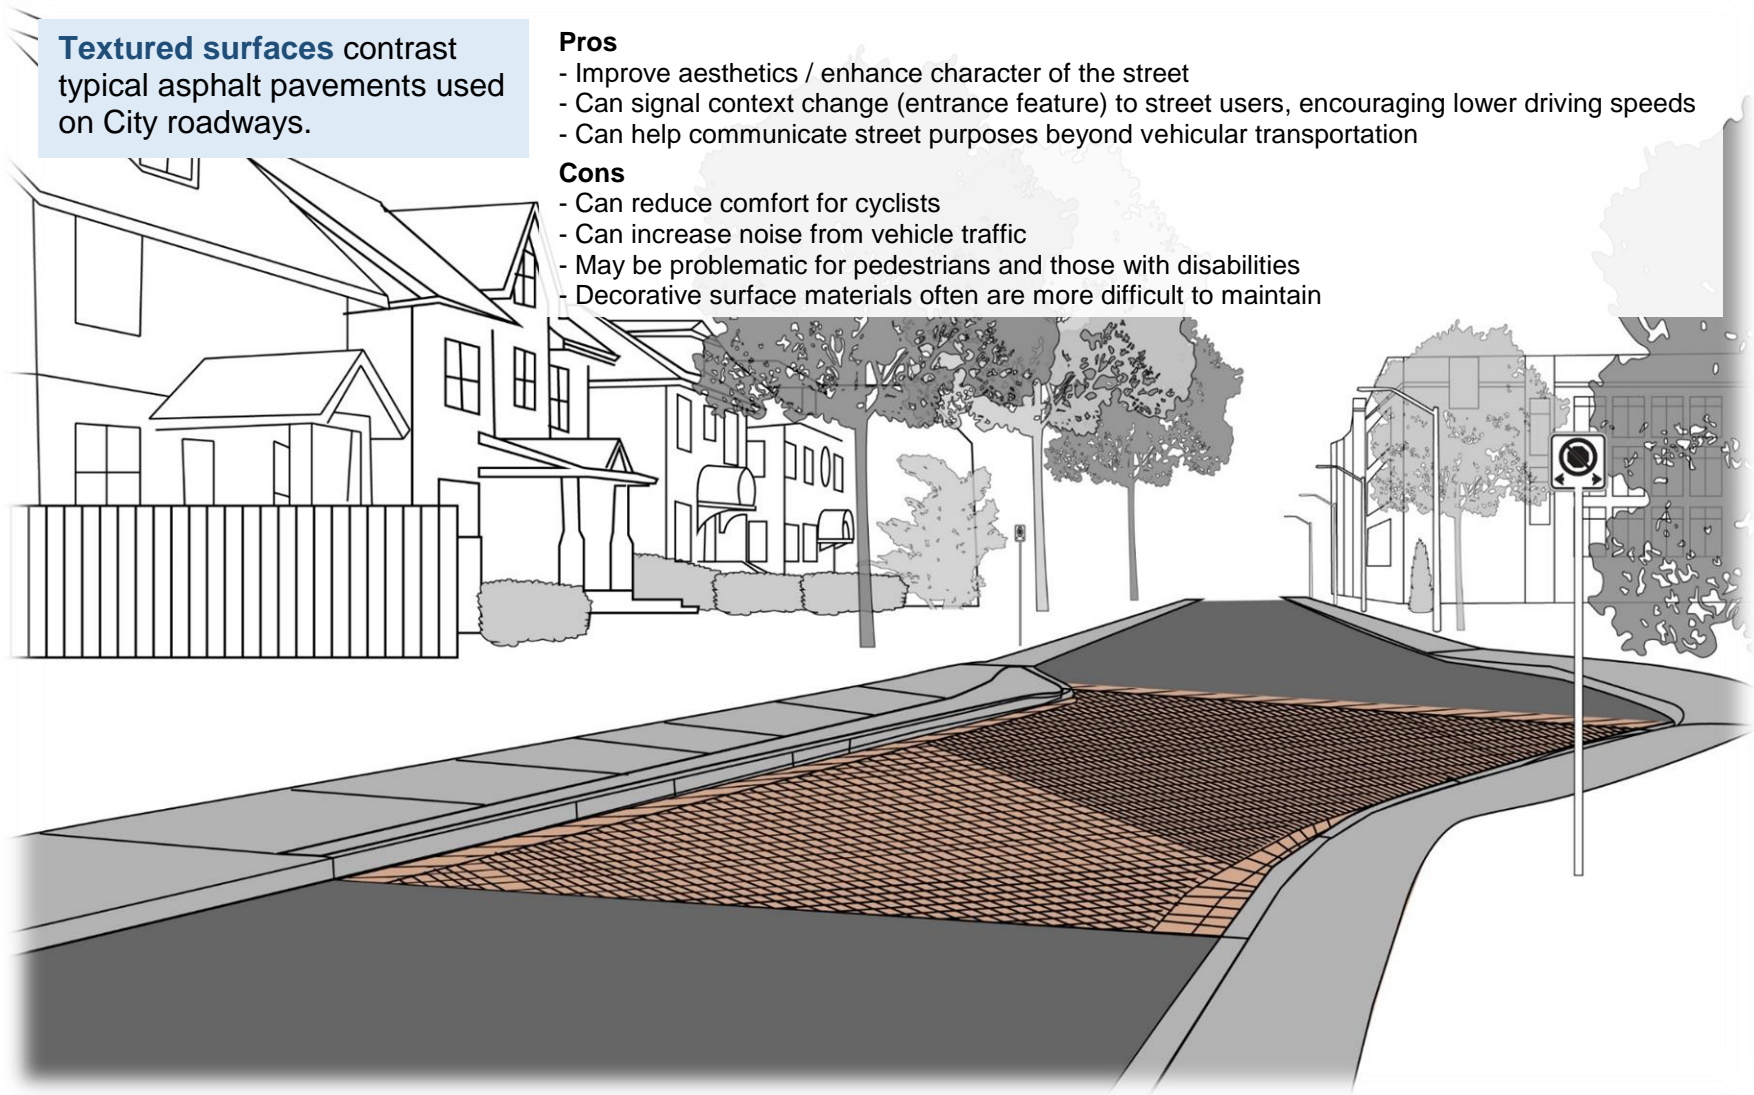 Textured surfaces contrast
typical asphalt pavements used
on City roadways.
Pros
- Improve aesthetics / enhance character of the street
- Can signal context change (entrance feature) to street users, encouraging lower driving speeds
- Can help communicate street purposes beyond vehicular transportation
Cons
- Can reduce comfort for cyclists
- Can increase noise from vehicle traffic
- May be problematic for pedestrians and those with disabilities
- Decorative surface materials often are more difficult to maintain